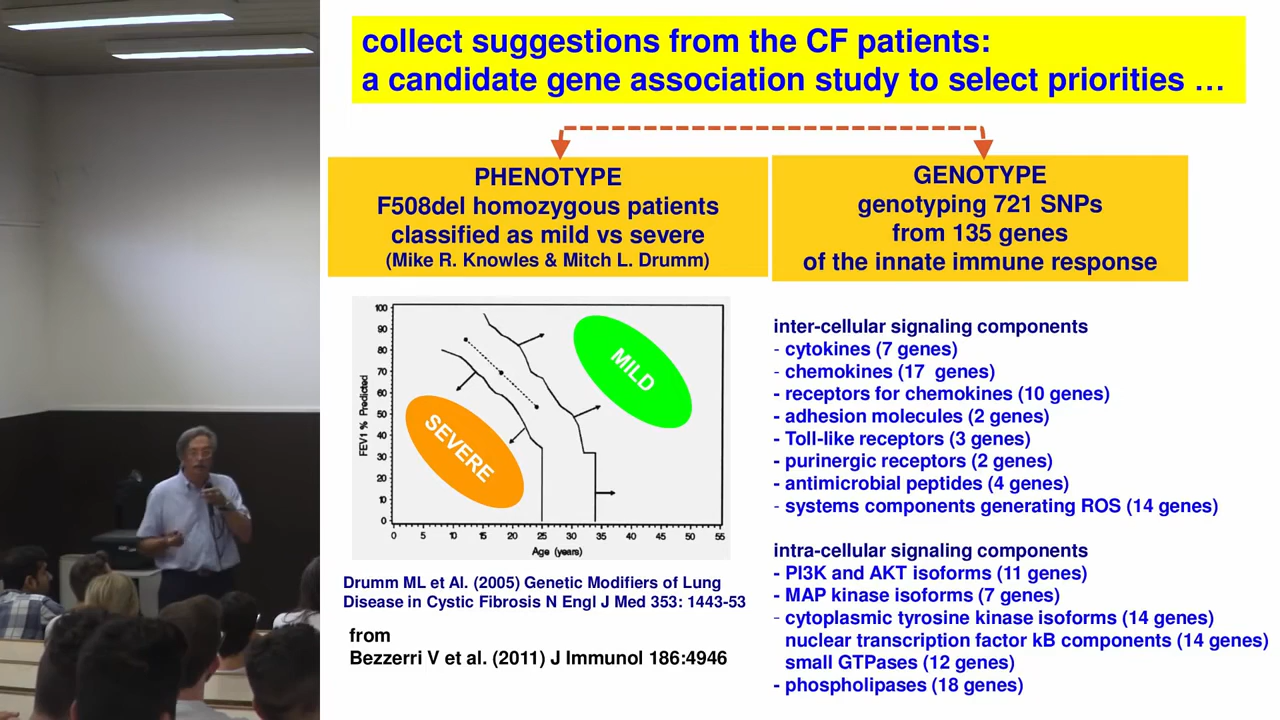 collect suggestions from the CF patients:
a candidate gene association study to select priorities …
PHENOTYPE
F508del homozygous patients
classified as mild vs severe
(Mike R. Knowles & Mitch L. Drumm)
GENOTYPE
genotyping 721 SNPs
from 135 genes
of the innate immune response
100
90
80
70
60
50
40
30
20
10
0
FEV1 % Predicted
MILD
SEVERE
0 5 10 15 20 25 30 35 40 45 50 55
Age (years)
Drumm ML et Al. (2005) Genetic Modifiers of Lung
Disease in Cystic Fibrosis N Engl J Med 353: 1443-53
from
Bezzerri V et al. (2011) J Immunol 186:4946
inter-cellular signaling components
- cytokines (7 genes)
- chemokines (17 genes)
- receptors for chemokines (10 genes)
- adhesion molecules (2 genes)
- Toll-like receptors (3 genes)
- purinergic receptors (2 genes)
- antimicrobial peptides (4 genes)
- systems components generating ROS (14 genes)
intra-cellular signaling components
- PI3K and AKT isoforms (11 genes)
- MAP kinase isoforms (7 genes)
- cytoplasmic tyrosine kinase isoforms (14 genes)
nuclear transcription factor kB components (14 genes)
small GTPases (12 genes)
- phospholipases (18 genes)